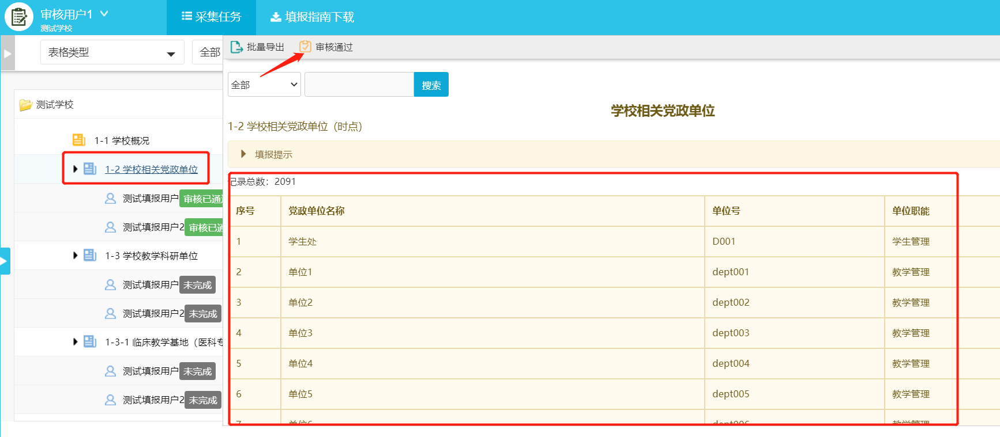 审核用户1
测试学校
采集任务
填报指南下载
表格类型
全部
批量导出
审核通过
全部
搜索
测试学校
1-1 学校概况
1-2 学校相关党政单位
测试填报用户 审核已通
测试填报用户2 审核已通
1-3 学校教学科研单位
测试填报用户 未完成
测试填报用户2 未完成
1-3-1 临床教学基地（医科专
测试填报用户 未完成
测试填报用户2 未完成
学校相关党政单位
1-2 学校相关党政单位（时点）
填报提示
记录总数：2091
序号 党政单位名称 单位号 单位职能
1 学生处 D001 学生管理
2 单位1 dept001 教学管理
3 单位2 dept002 教学管理
4 单位3 dept003 教学管理
5 单位4 dept004 教学管理
6 单位5 dept005 教学管理
7 单位6 dept006 教学管理